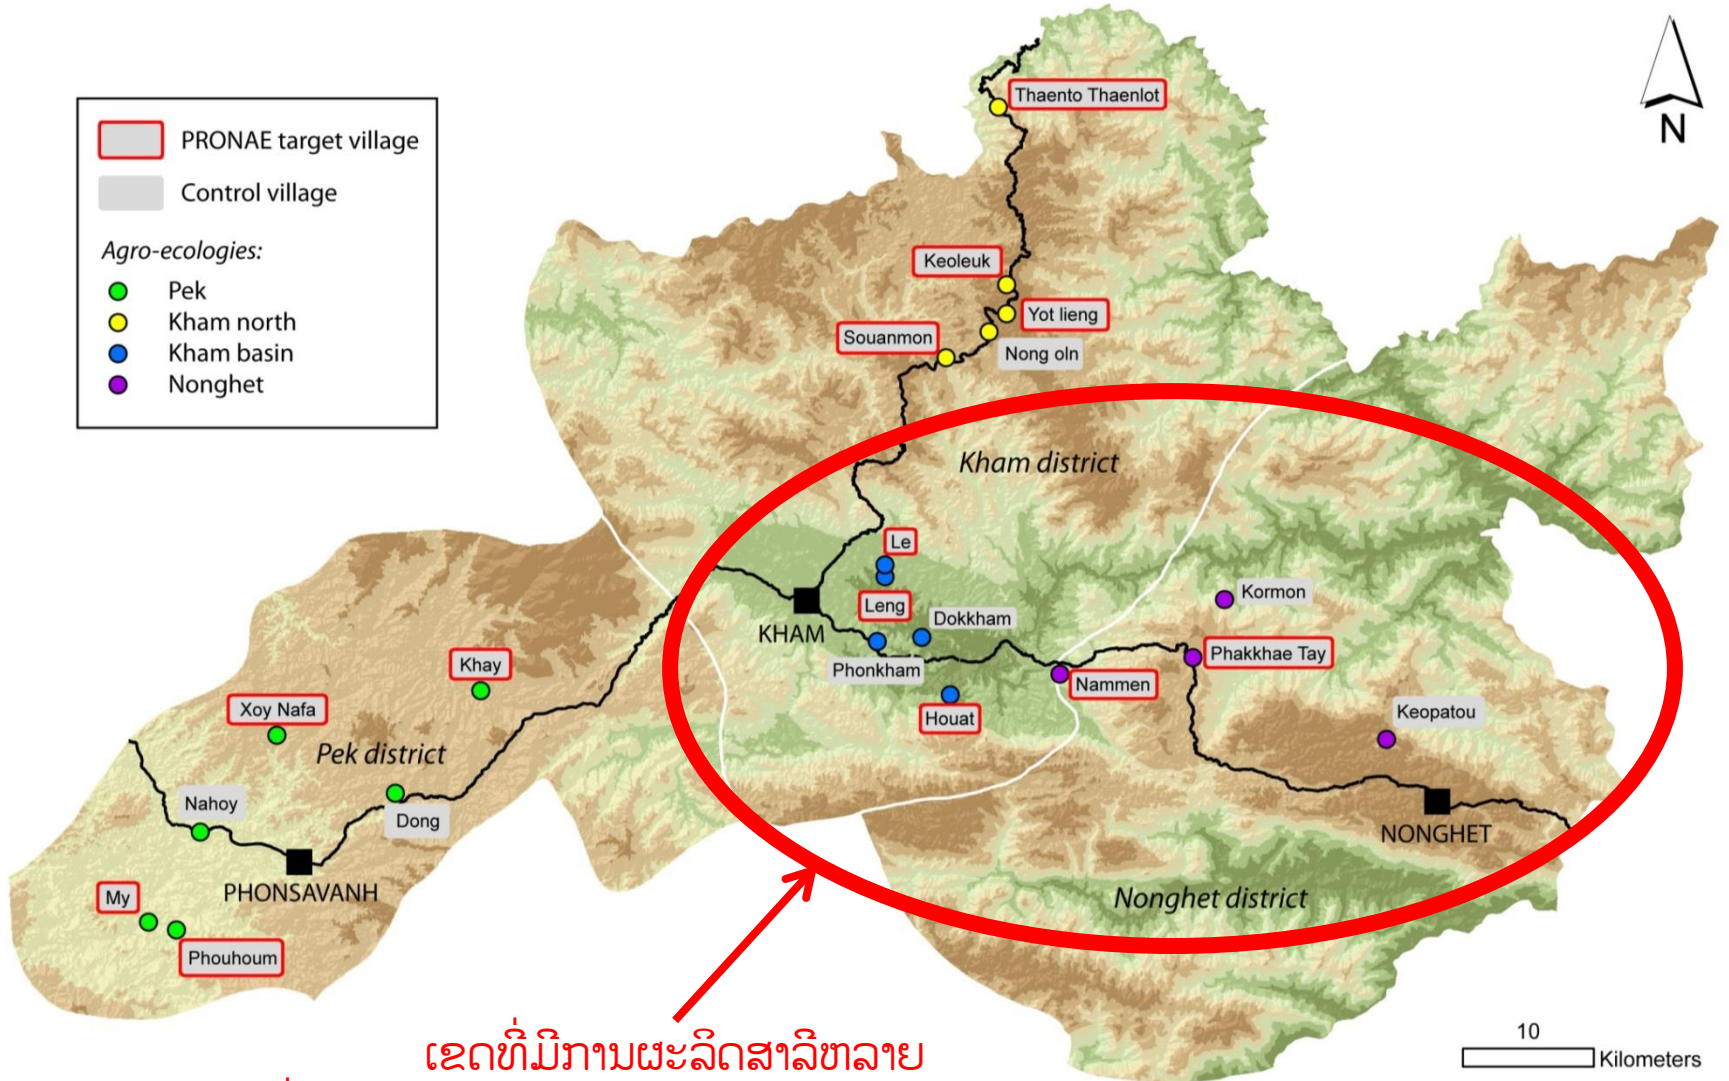 Thaento Thaenlot
N
PRONAE target village
Control village
Agro-ecologies:
Pek
Kham north
Kham basin
Nonghet
Keoleuk
Yot lieng
Souanmon
Nong oln
Kham district
Le
Leng
KHAM
Dokkham
Phonkham
Houat
Kormon
Phakkhae Tay
Nammen
Keopatou
NONGHET
Nonghet district
Khay
Xoy Nafa
Pek district
Nahoy
Dong
PHONSAVANH
My
Phouhoum
ເຂດທີ່ມີການຜະລິດສາລີຫລາຍ
10
Kilometers